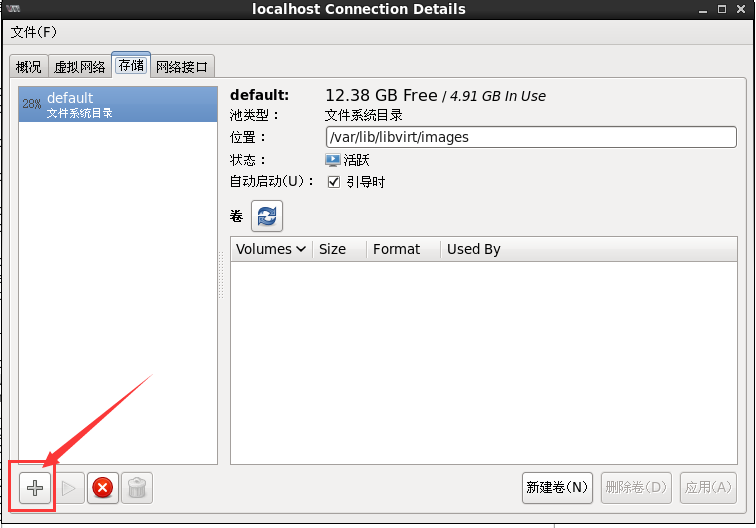 localhost Connection Details
文件(F)
概况 虚拟网络 存储 网络接口
28% default
文件系统目录
default: 12.38 GB Free / 4.91 GB In Use
池类型： 文件系统目录
位置： /var/lib/libvirt/images
状态： 活跃
自动启动(U)： 引导时
卷
Volumes Size Format Used By
新建卷(N) 删除卷(D) 应用(A)